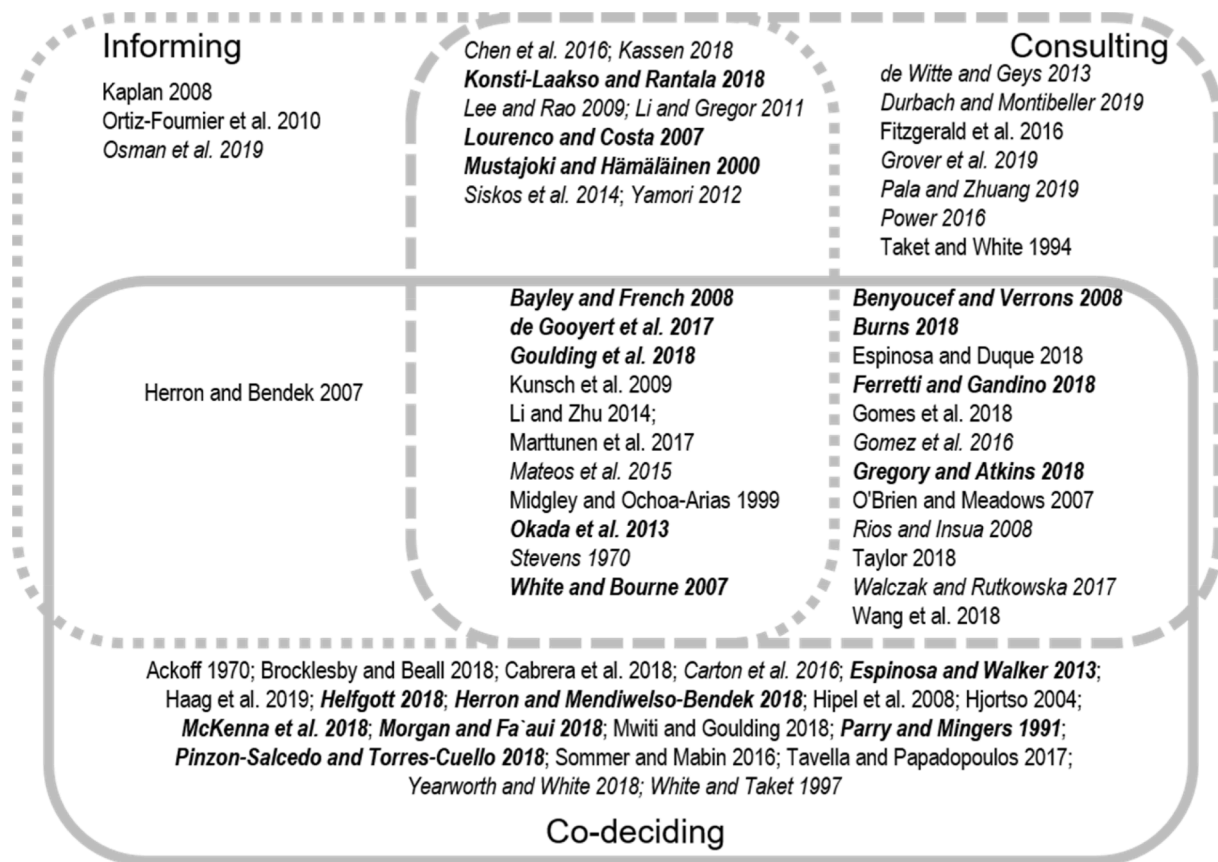 Informing
Kaplan 2008
Ortiz-Fournier et al. 2010
Osman et al. 2019
Chen et al. 2016; Kassen 2018
Konsti-Laakso and Rantala 2018
Lee and Rao 2009; Li and Gregor 2011
Lourenco and Costa 2007
Mustajoki and Hämäläinen 2000
Siskos et al. 2014; Yamori 2012
Consulting
de Witte and Geys 2013
Durbach and Montibeller 2019
Fitzgerald et al. 2016
Grover et al. 2019
Pala and Zhuang 2019
Power 2016
Taket and White 1994
Herron and Bendek 2007
Bayley and French 2008
de Gooyert et al. 2017
Goulding et al. 2018
Kunsch et al. 2009
Li and Zhu 2014;
Marttunen et al. 2017
Mateos et al. 2015
Midgley and Ochoa-Arias 1999
Okada et al. 2013
Stevens 1970
White and Bourne 2007
Benyoucef and Verrons 2008
Burns 2018
Espinosa and Duque 2018
Ferretti and Gandino 2018
Gomes et al. 2018
Gomez et al. 2016
Gregory and Atkins 2018
O'Brien and Meadows 2007
Rios and Insua 2008
Taylor 2018
Walczak and Rutkowska 2017
Wang et al. 2018
Ackoff 1970; Brocklesby and Beall 2018; Cabrera et al. 2018; Carton et al. 2016; Espinosa and Walker 2013;
Haag et al. 2019; Helfgott 2018; Herron and Mendiwelso-Bendek 2018; Hipel et al. 2008; Hjortso 2004;
McKenna et al. 2018; Morgan and Fa`aui 2018; Mwiti and Goulding 2018; Parry and Mingers 1991;
Pinzon-Salcedo and Torres-Cuello 2018; Sommer and Mabin 2016; Tavella and Papadopoulos 2017;
Yearworth and White 2018; White and Taket 1997
Co-deciding